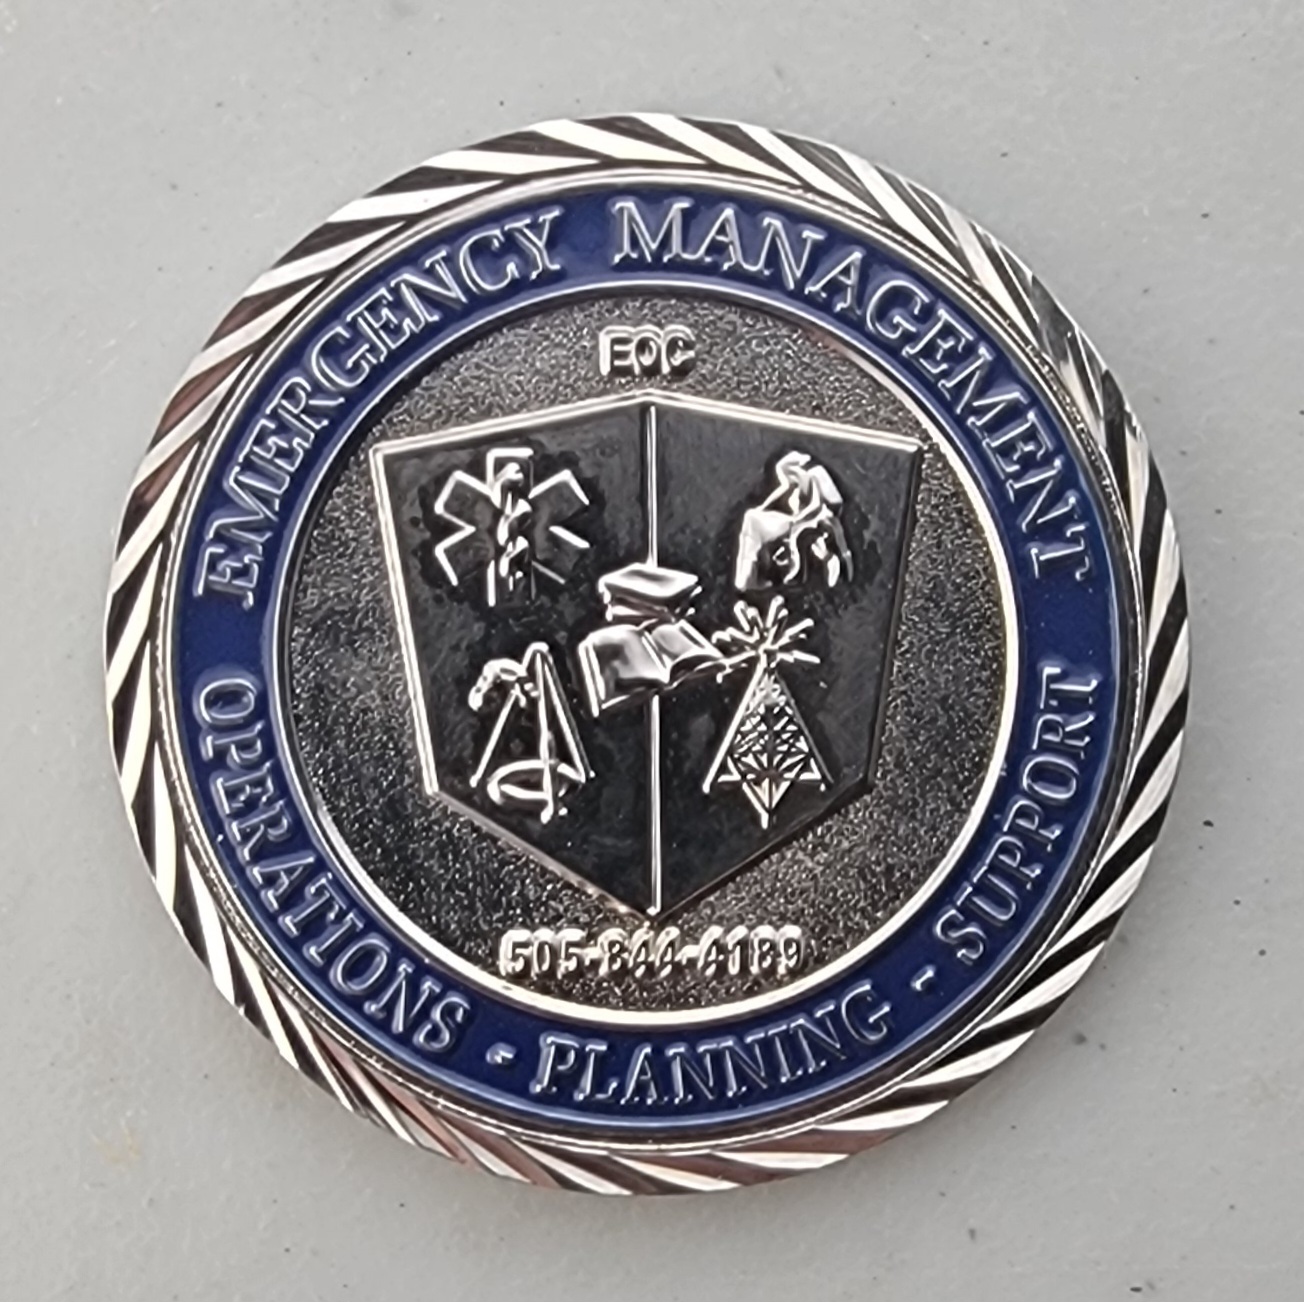 EMERGENCY MANAGEMENT
EOC
505-844-4189
OPERATIONS - PLANNING - SUPPORT